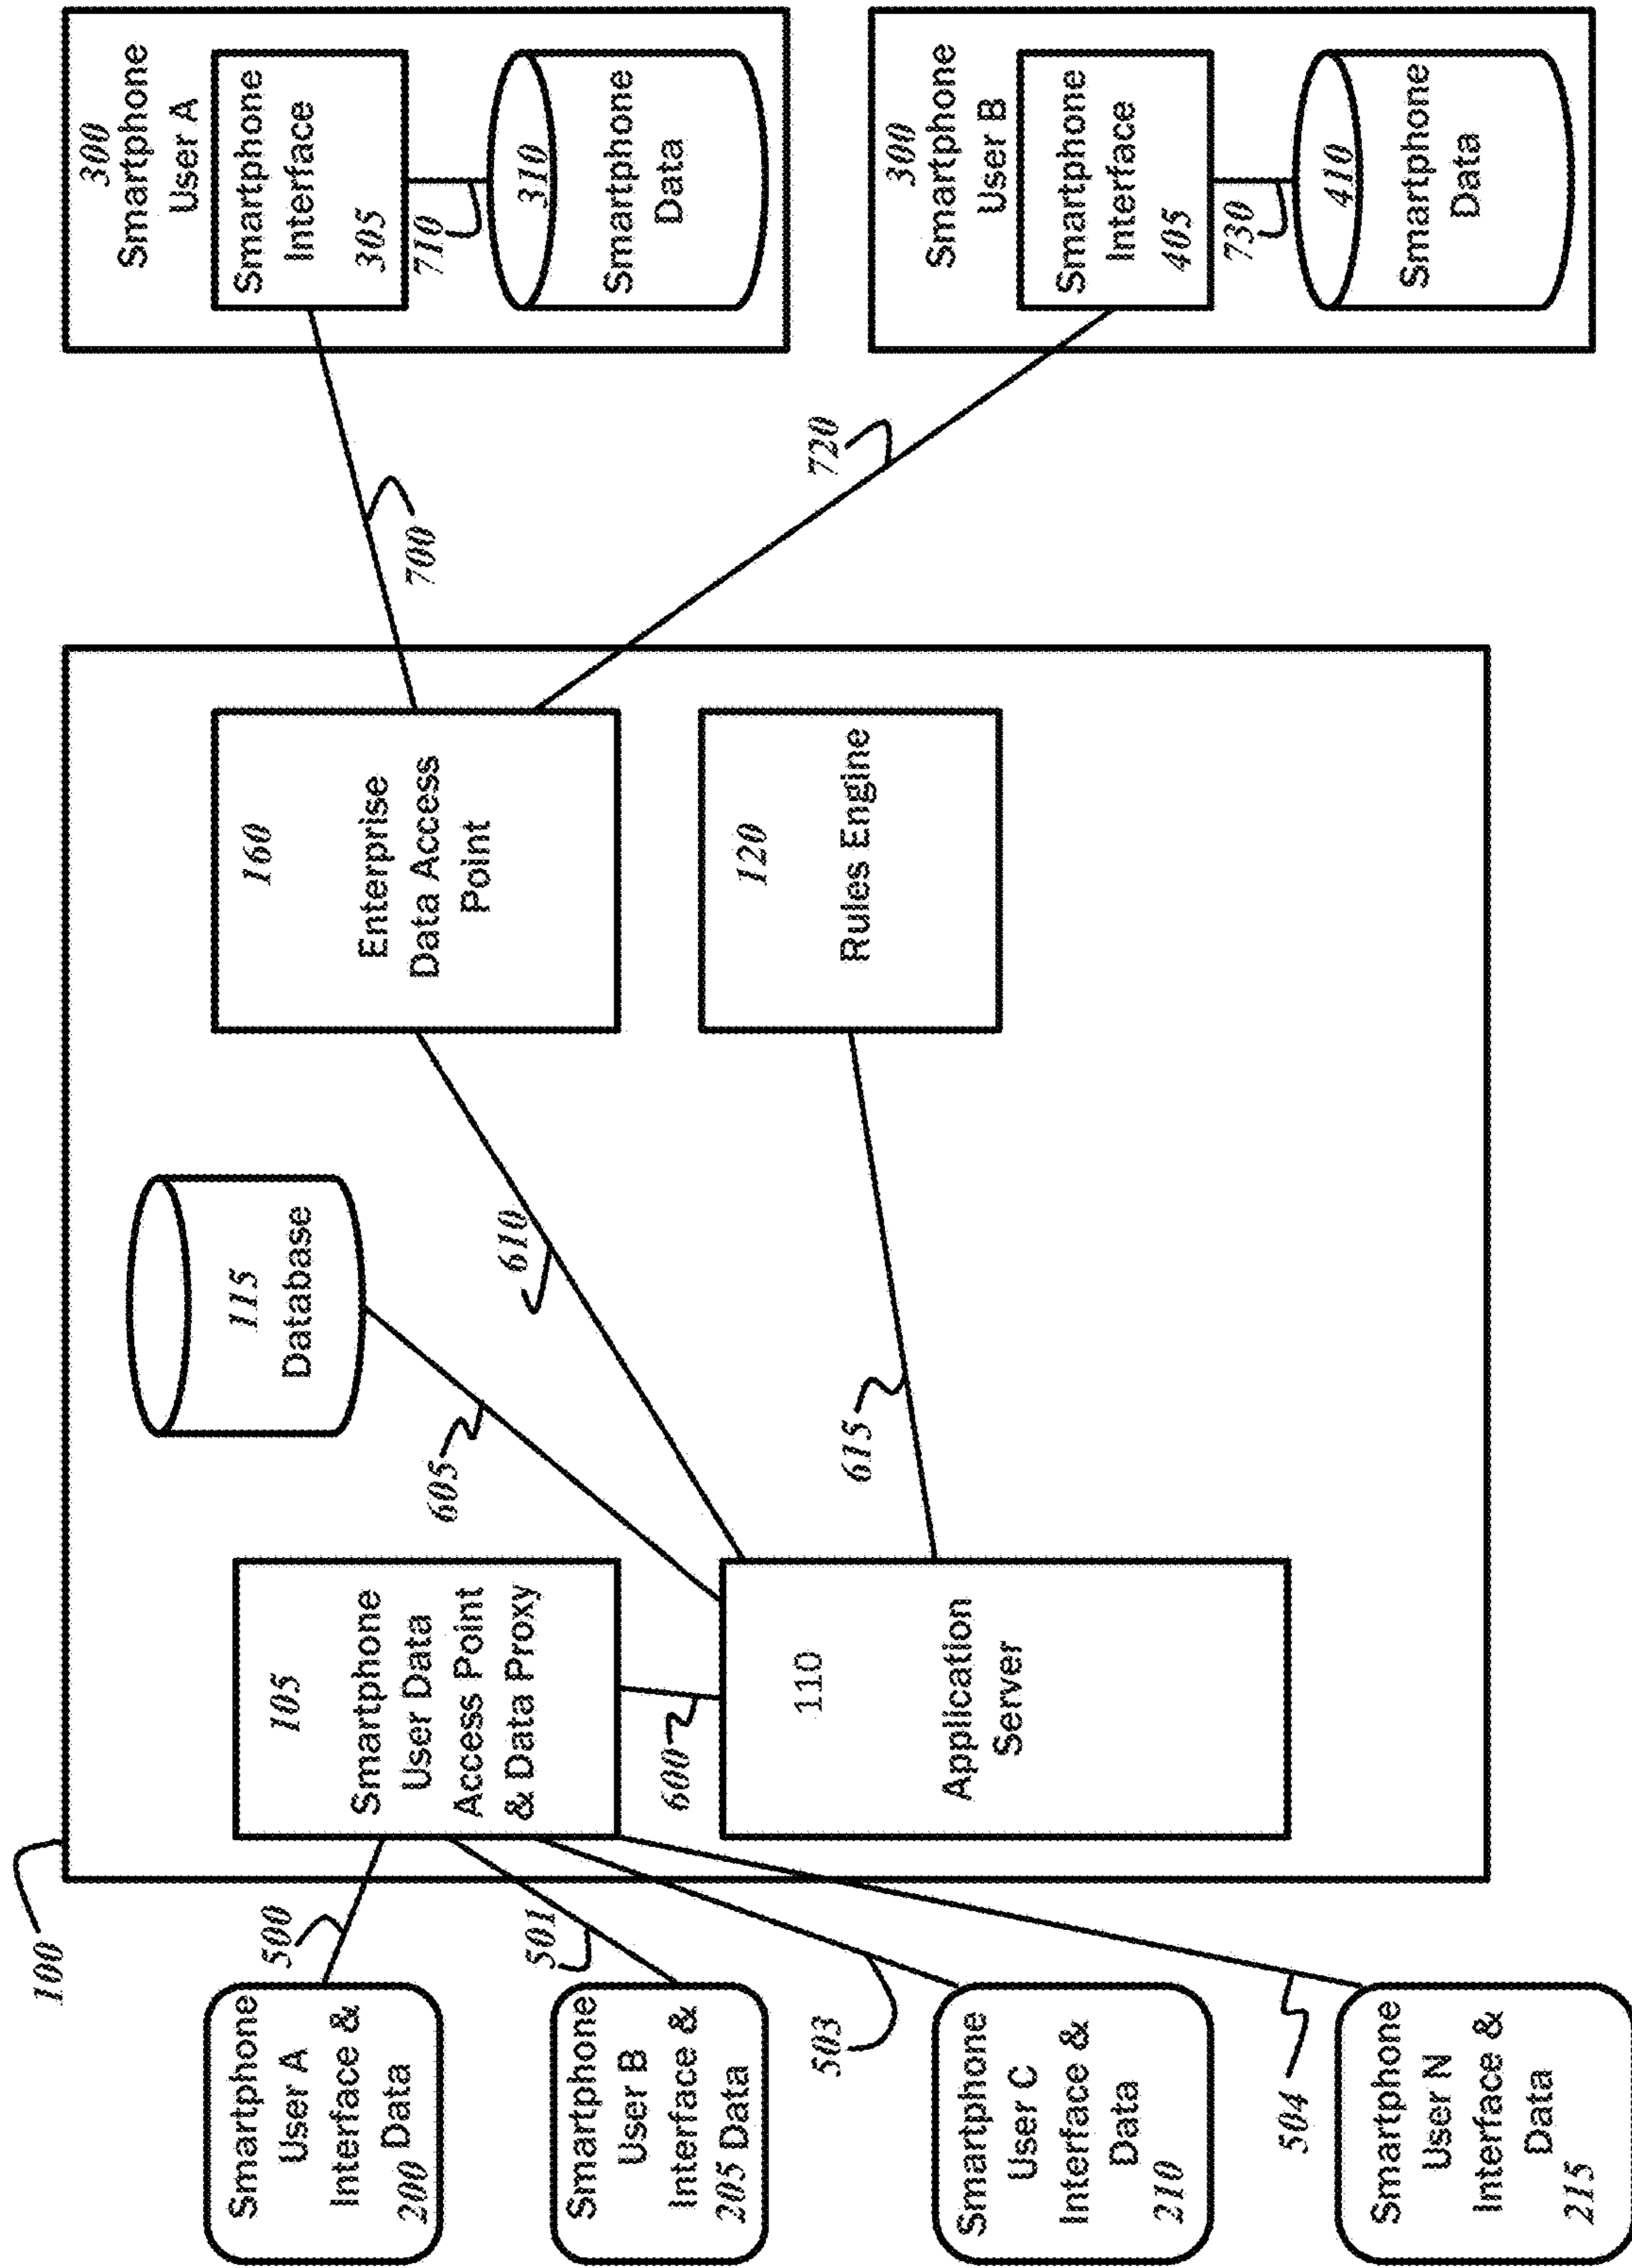 100
Smartphone
User A
Interface &
200 Data
500
Smartphone
User B
Interface &
205 Data
501
Smartphone
User C
Interface &
Data
210
503
Smartphone
User N
Interface &
Data
215
504
105
Smartphone
User Data
Access Point
& Data Proxy
600
110
Application
Server
605
115
Database
610
615
160
Enterprise
Data Access
Point
120
Rules Engine
700
720
300
Smartphone
User A
Smartphone
Interface
305
710
310
Smartphone
Data
300
Smartphone
User B
Smartphone
Interface
405
730
410
Smartphone
Data